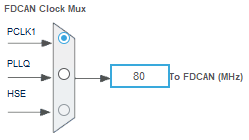 FDCAN Clock Mux
PCLK1
PLLQ
80 To FDCAN (MHz)
HSE